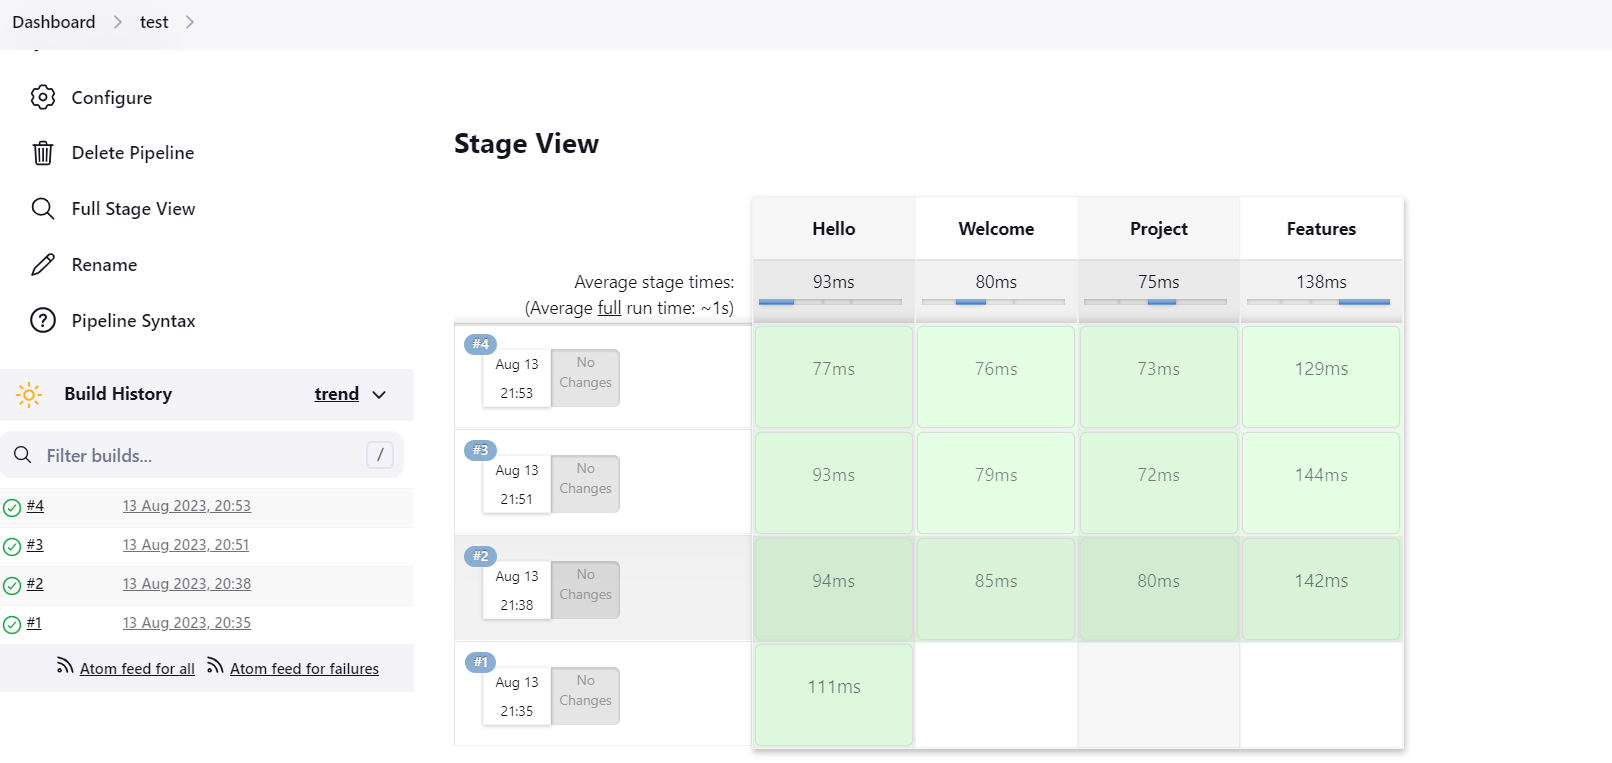 Dashboard
test
Configure
Delete Pipeline
Full Stage View
Rename
Pipeline Syntax
Build History
trend
Filter builds...
/
#4
13 Aug 2023, 20:53
#3
13 Aug 2023, 20:51
#2
13 Aug 2023, 20:38
#1
13 Aug 2023, 20:35
Atom feed for all
Atom feed for failures
Stage View
Hello
Welcome
Project
Features
Average stage times:
(Average full run time: ~1s)
93ms
80ms
75ms
138ms
#4
Aug 13
21:53
No
Changes
77ms
76ms
73ms
129ms
#3
Aug 13
21:51
No
Changes
93ms
79ms
72ms
144ms
#2
Aug 13
21:38
No
Changes
94ms
85ms
80ms
142ms
#1
Aug 13
21:35
No
Changes
111ms